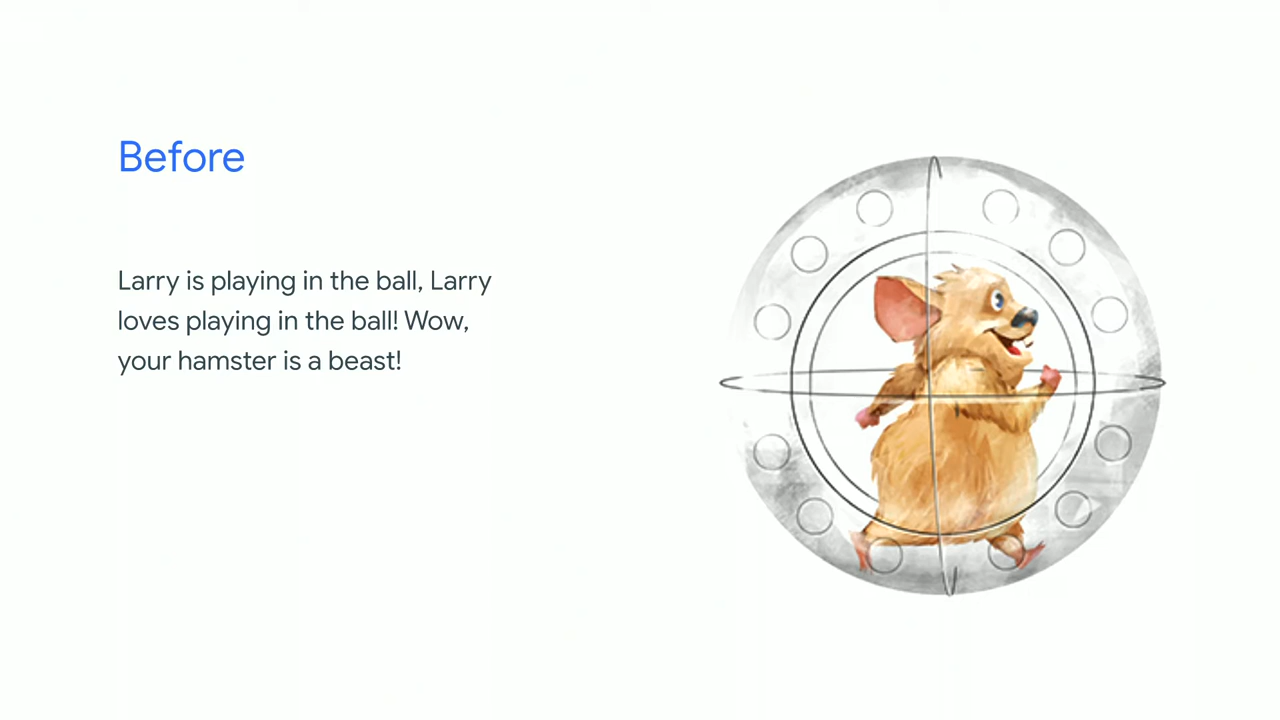 Before
Larry is playing in the ball, Larry
loves playing in the ball! Wow,
your hamster is a beast!